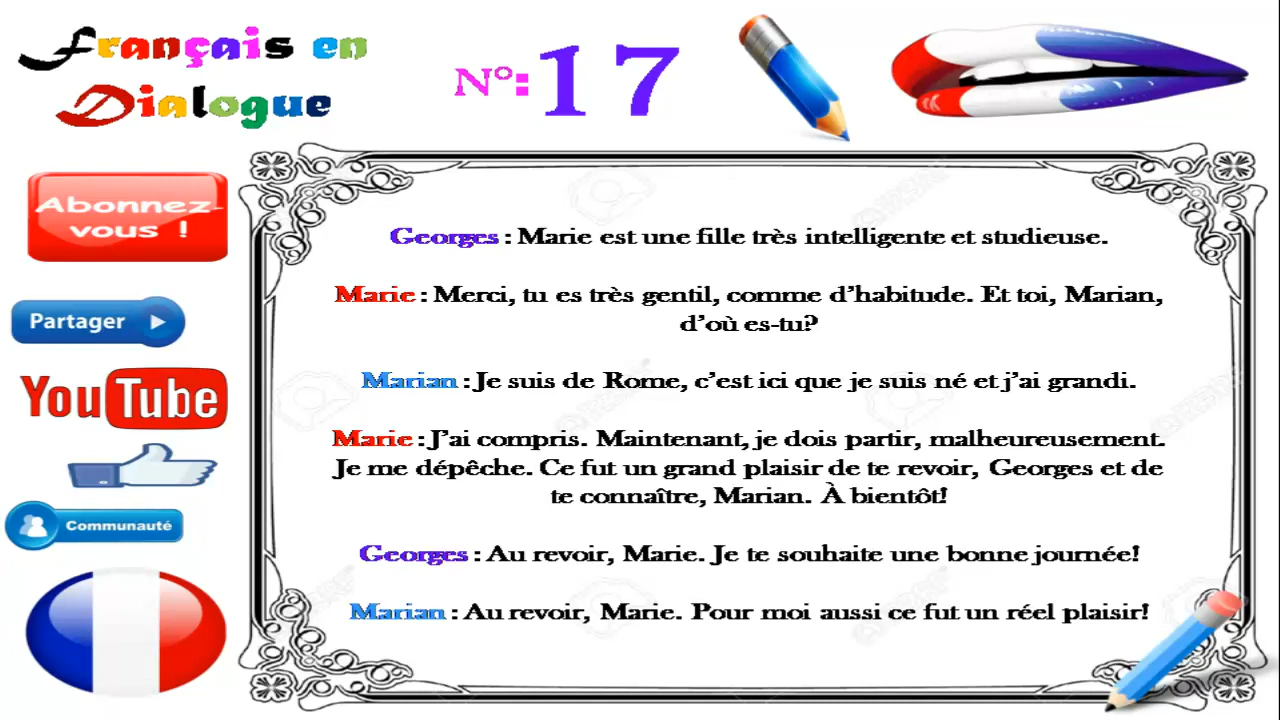 Français en
Dialogue
N°:17
Abonnez-
vous !
Partager
YouTube
Communauté
Georges : Marie est une fille très intelligente et studieuse.
Marie : Merci, tu es très gentil, comme d'habitude. Et toi, Marian,
d'où es-tu?
Marian : Je suis de Rome, c'est ici que je suis né et j'ai grandi.
Marie : J'ai compris. Maintenant, je dois partir, malheureusement.
Je me dépêche. Ce fut un grand plaisir de te revoir, Georges et de
te connaître, Marian. À bientôt!
Georges : Au revoir, Marie. Je te souhaite une bonne journée!
Marian : Au revoir, Marie. Pour moi aussi ce fut un réel plaisir!